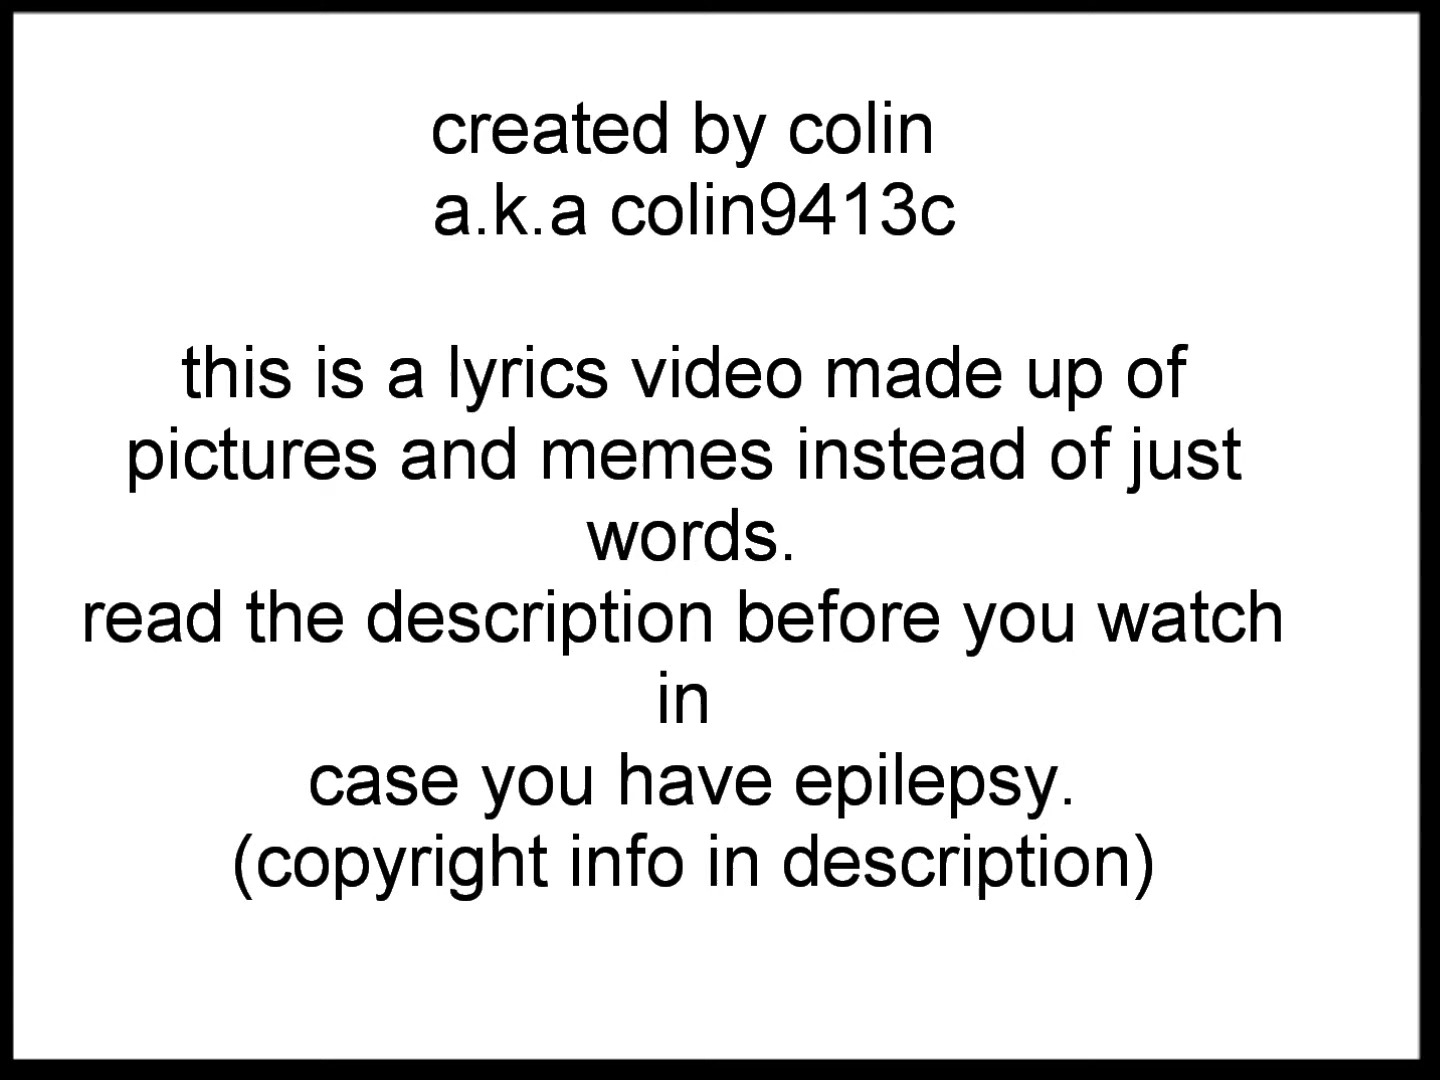 created by colin
a.k.a colin9413c
this is a lyrics video made up of
pictures and memes instead of just
words.
read the description before you watch
in
case you have epilepsy.
(copyright info in description)